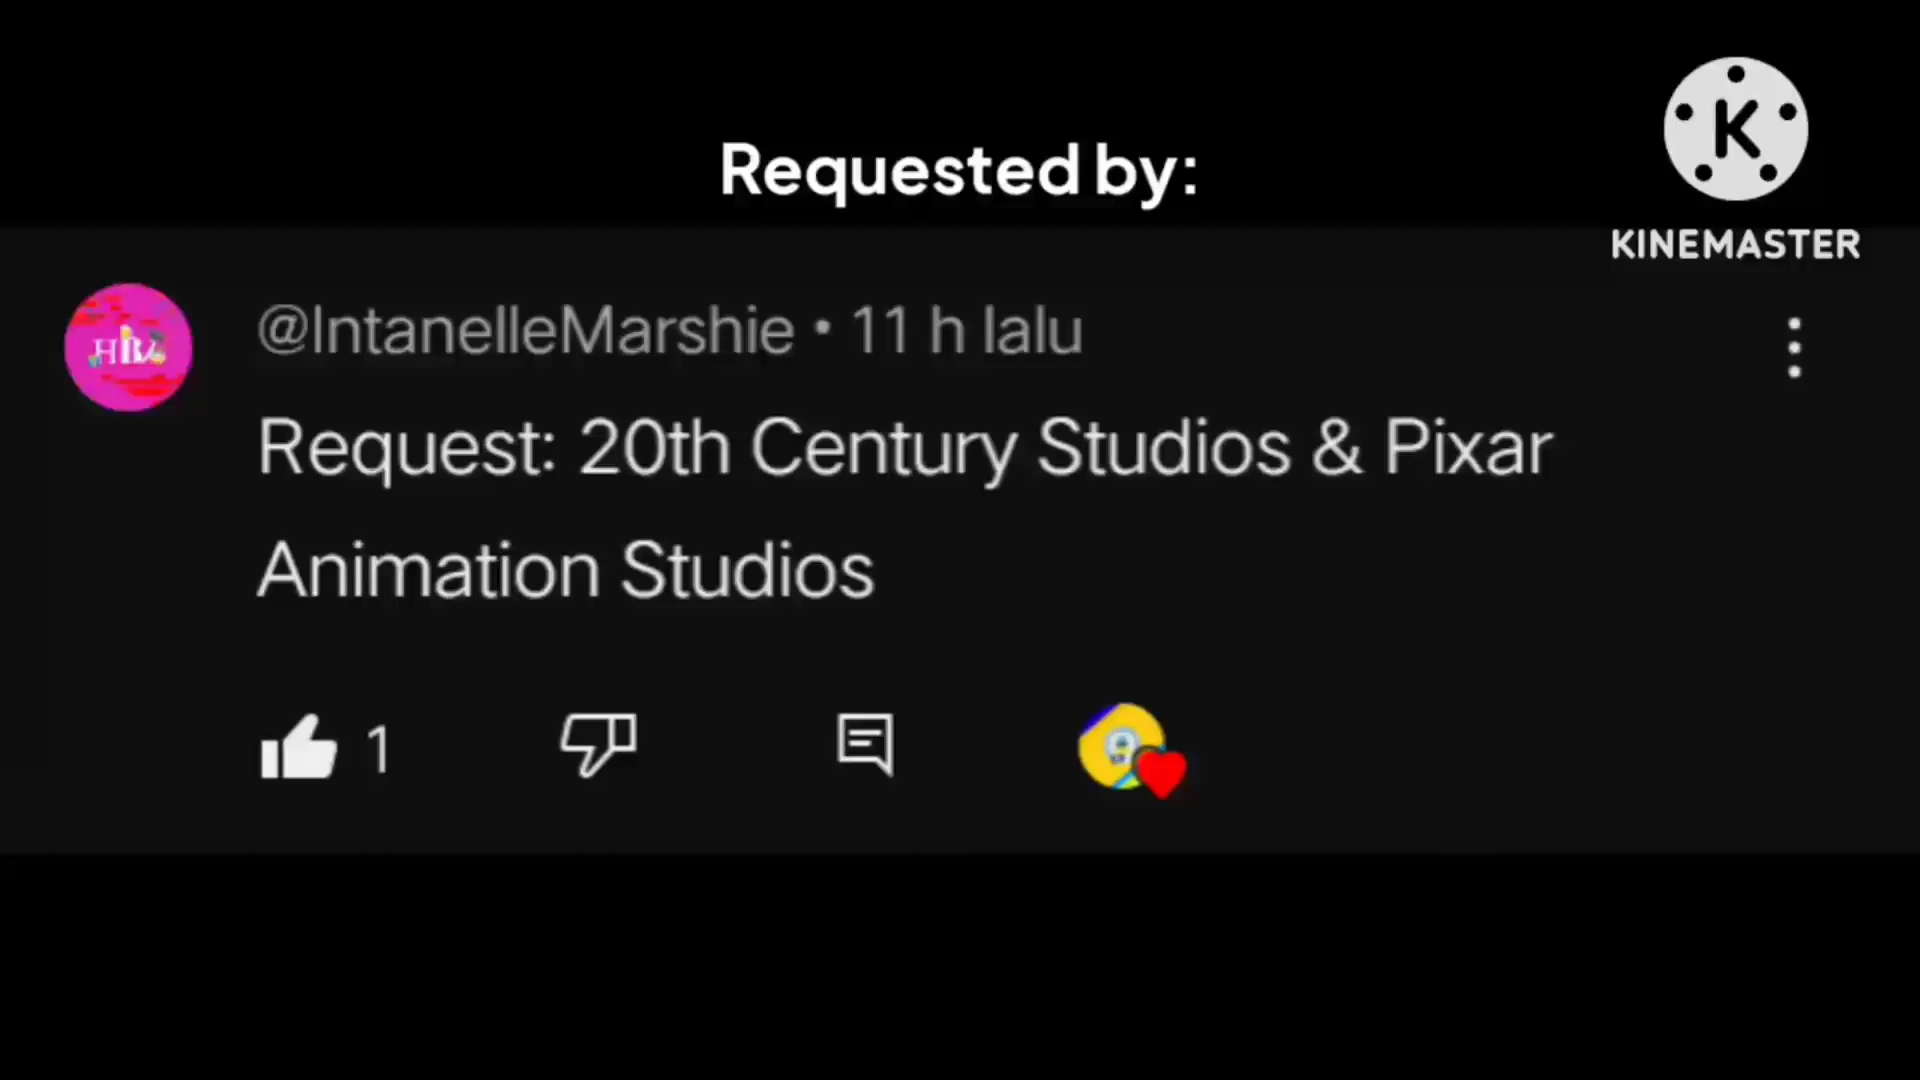 Requested by:
K
KINEMASTER
@IntanelleMarshie • 11 h lalu
Request: 20th Century Studios & Pixar
Animation Studios
1